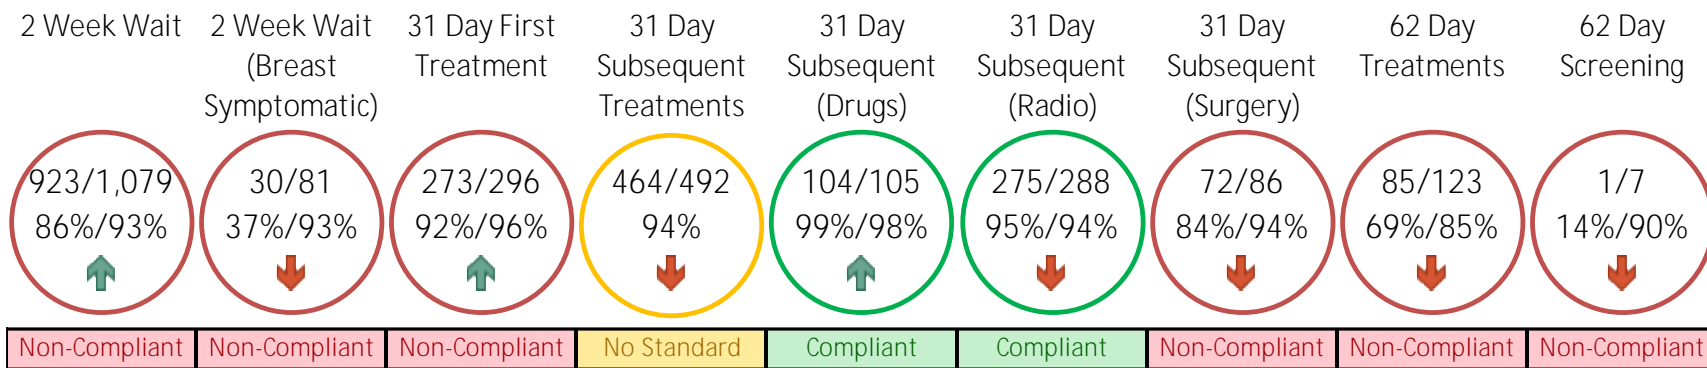 2 Week Wait
2 Week Wait
(Breast
Symptomatic)
31 Day First
Treatment
31 Day
Subsequent
Treatments
31 Day
Subsequent
(Drugs)
31 Day
Subsequent
(Radio)
31 Day
Subsequent
(Surgery)
62 Day
Treatments
62 Day
Screening
923/1,079
86%/93%
30/81
37%/93%
273/296
92%/96%
464/492
94%
104/105
99%/98%
275/288
95%/94%
72/86
84%/94%
85/123
69%/85%
1/7
14%/90%
Non-Compliant
Non-Compliant
Non-Compliant
No Standard
Compliant
Compliant
Non-Compliant
Non-Compliant
Non-Compliant